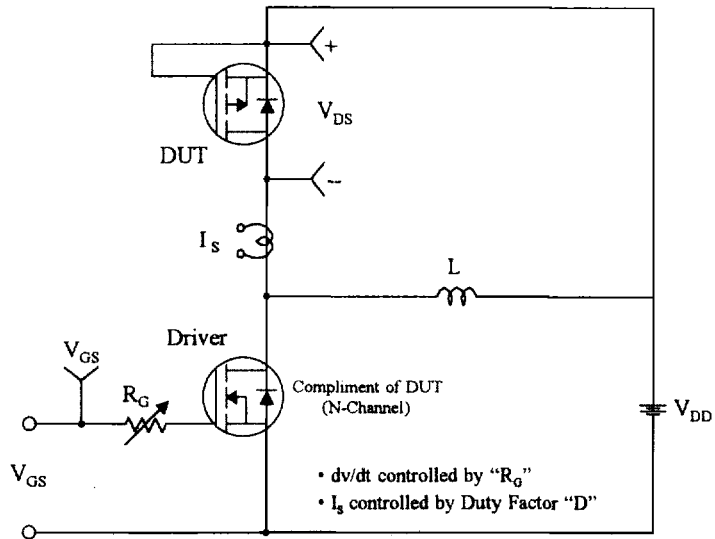 +
V_DS
DUT
−
I_S
L
Driver
V_GS
R_G
Compliment of DUT
(N-Channel)
V_DD
V_GS
• dv/dt controlled by “R_G”
• I_S controlled by Duty Factor “D”